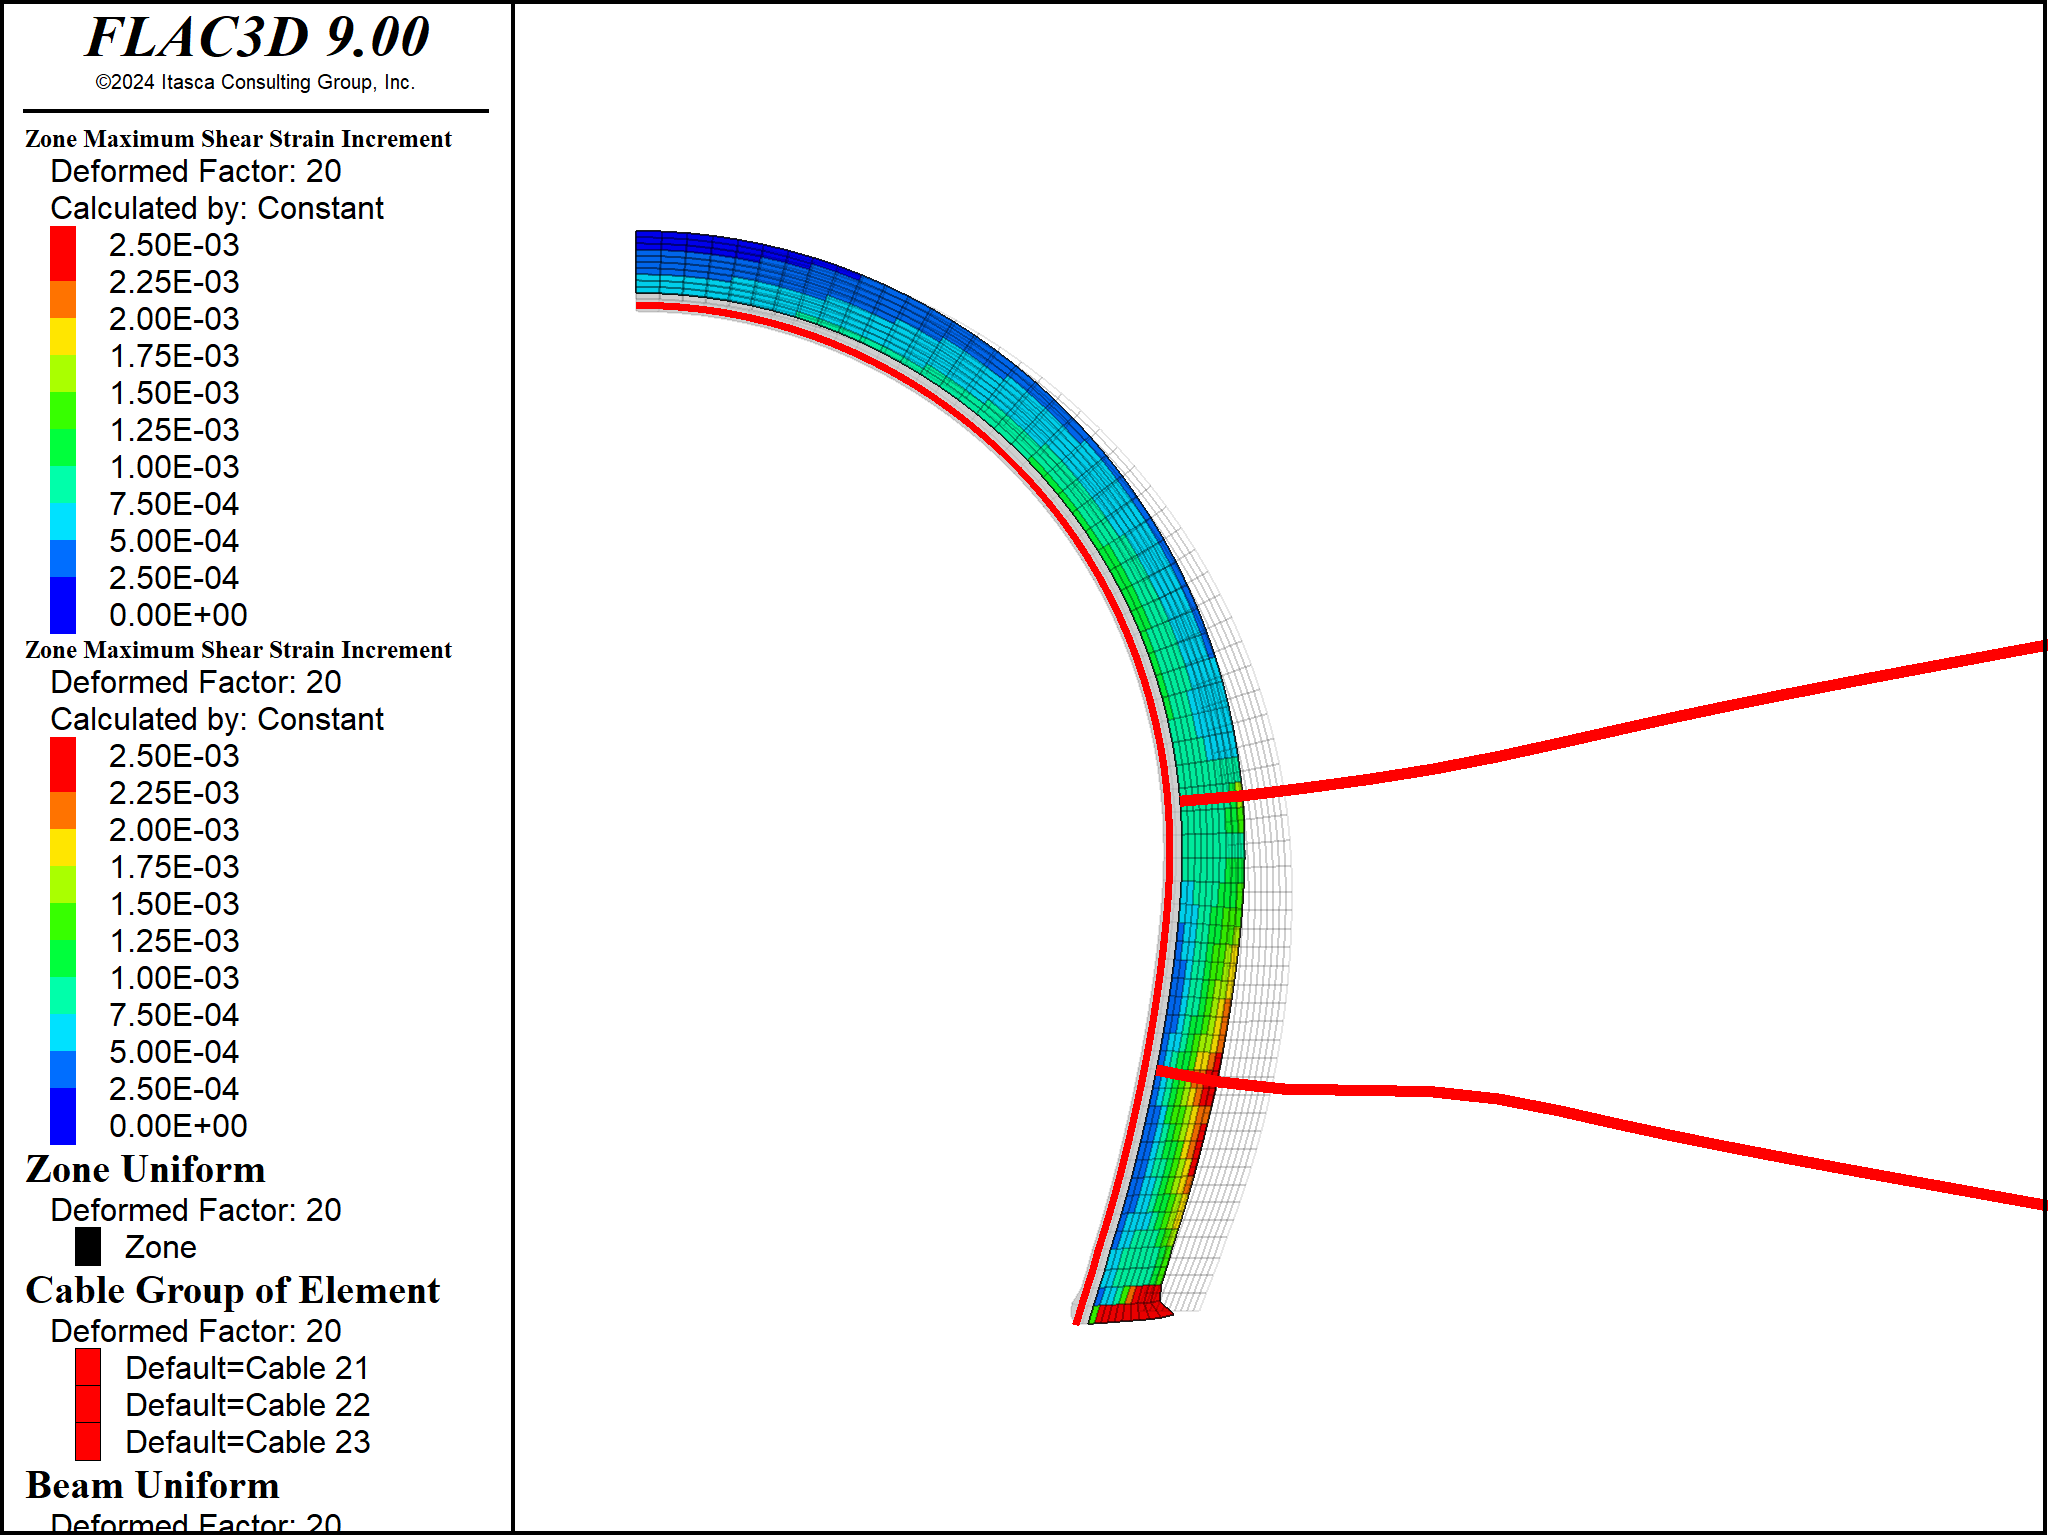 FLAC3D 9.00
©2024 Itasca Consulting Group, Inc.
Zone Maximum Shear Strain Increment
Deformed Factor: 20
Calculated by: Constant
2.50E-03
2.25E-03
2.00E-03
1.75E-03
1.50E-03
1.25E-03
1.00E-03
7.50E-04
5.00E-04
2.50E-04
0.00E+00
Zone Maximum Shear Strain Increment
Deformed Factor: 20
Calculated by: Constant
2.50E-03
2.25E-03
2.00E-03
1.75E-03
1.50E-03
1.25E-03
1.00E-03
7.50E-04
5.00E-04
2.50E-04
0.00E+00
Zone Uniform
Deformed Factor: 20
Zone
Cable Group of Element
Deformed Factor: 20
Default=Cable 21
Default=Cable 22
Default=Cable 23
Beam Uniform
Deformed Factor: 20